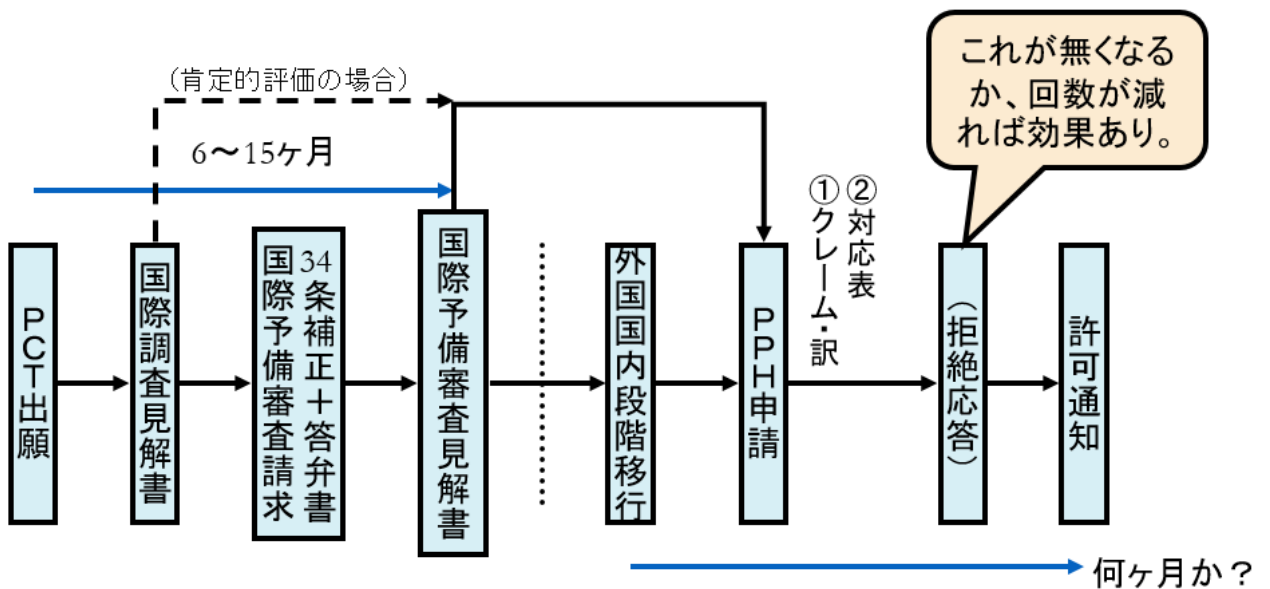 これが無くなる
か、回数が減
れば効果あり。
（肯定的評価の場合）
6～15ヶ月
PCT出願
国際調査見解書
34条補正＋答弁書
国際予備審査請求
国際予備審査見解書
外国国内段階移行
PPH申請
①クレーム・訳
②対応表
（拒絶応答）
許可通知
何ヶ月か？